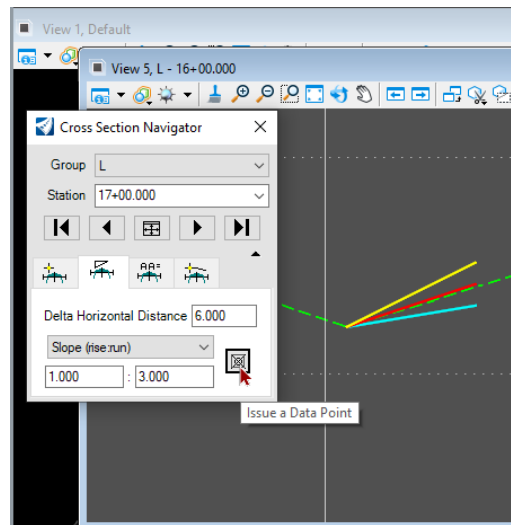 View 1, Default
View 5, L - 16+00.000
Cross Section Navigator
Group L
Station 17+00.000
Delta Horizontal Distance 6.000
Slope (rise:run)
1.000 : 3.000
Issue a Data Point